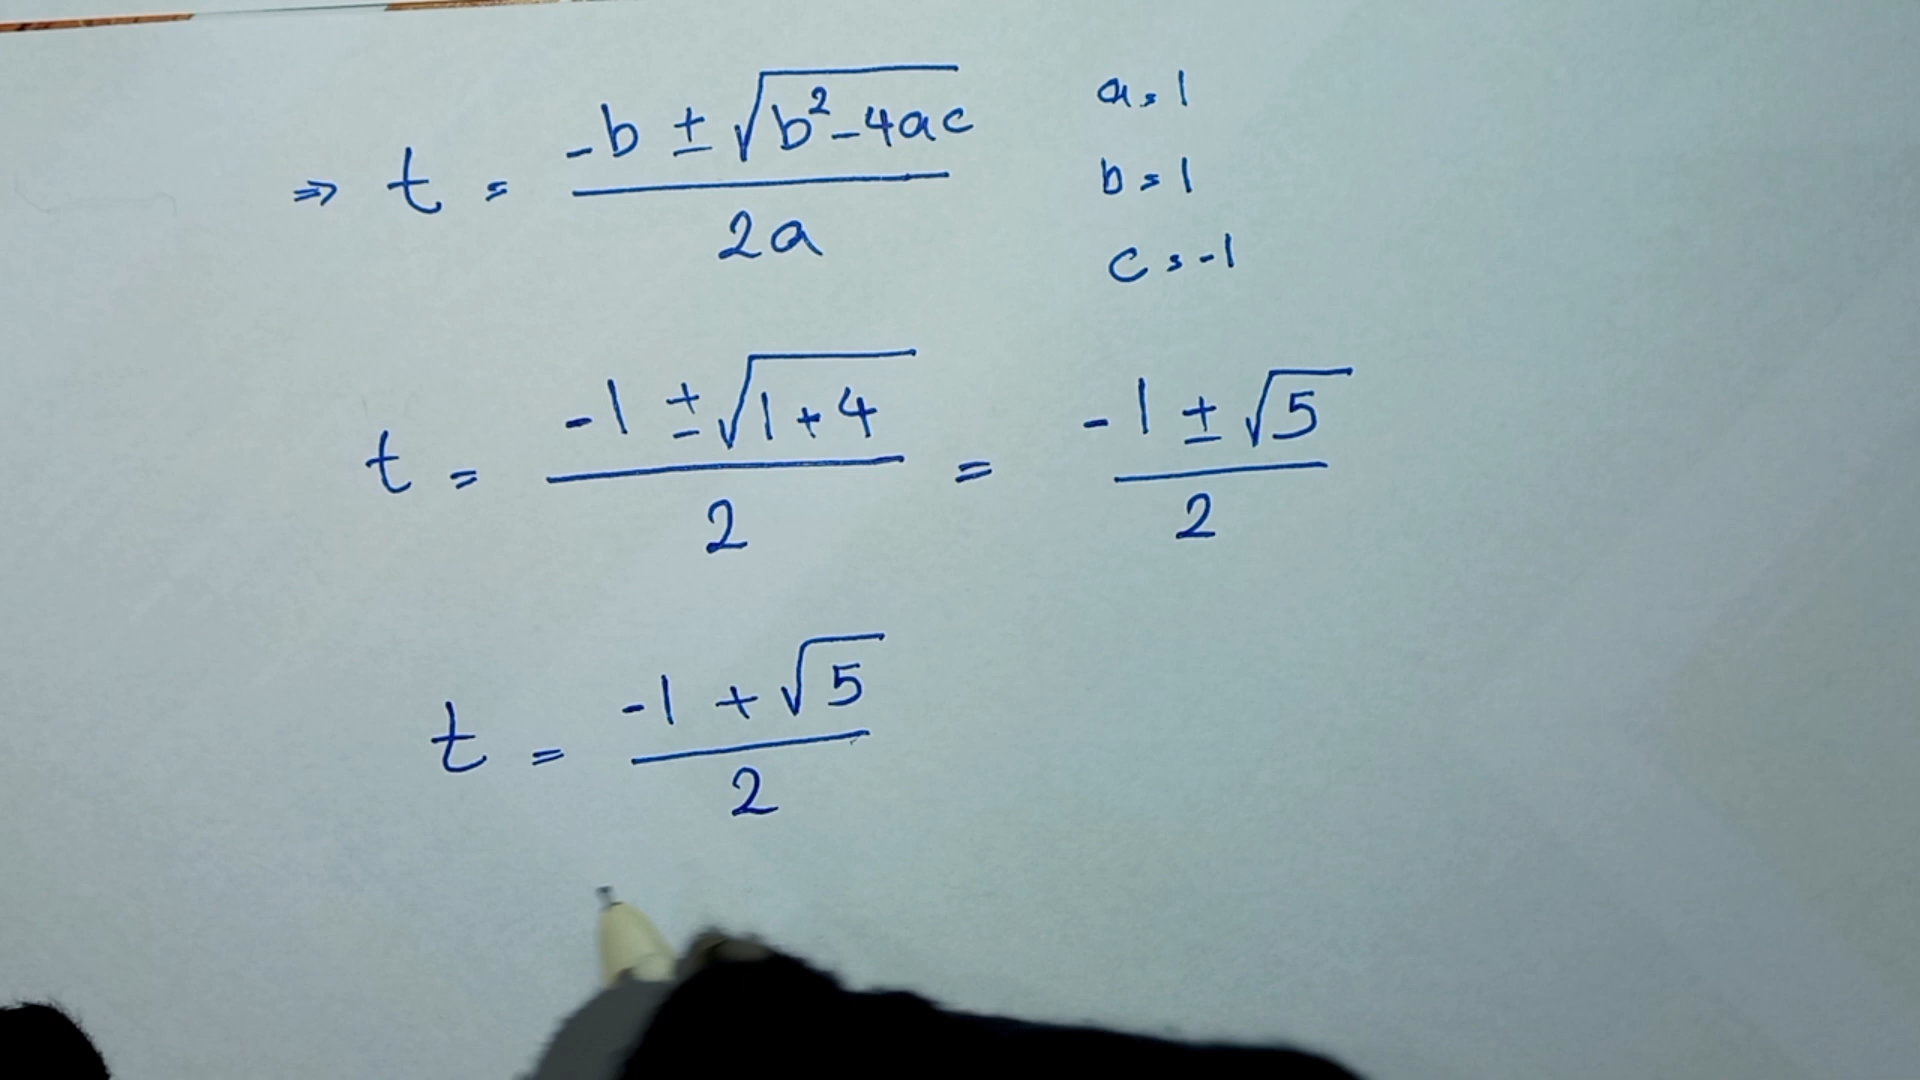 ⇒ t = (-b ± √(b²-4ac)) / 2a
a = 1
b = 1
c = -1
t = (-1 ± √(1+4)) / 2 = (-1 ± √5) / 2
t = (-1 + √5) / 2